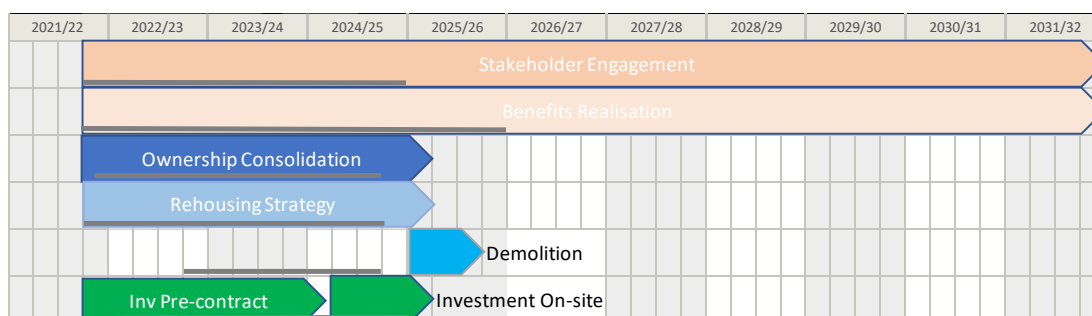 2021/22 2022/23 2023/24 2024/25 2025/26 2026/27 2027/28 2028/29 2029/30 2030/31 2031/32
Stakeholder Engagement
Benefits Realisation
Ownership Consolidation
Rehousing Strategy
Demolition
Inv Pre-contract Investment On-site